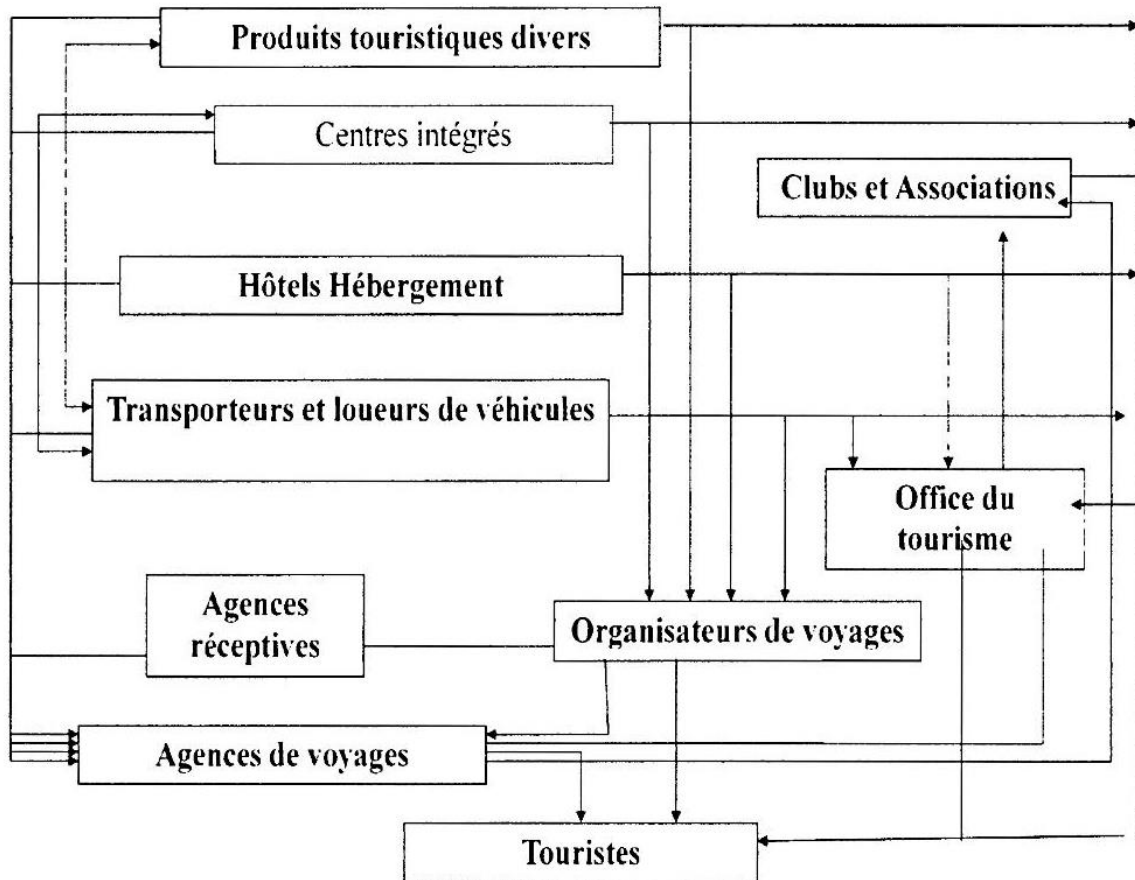 Produits touristiques divers
Centres intégrés
Clubs et Associations
Hôtels Hébergement
Transporteurs et loueurs de véhicules
Office du
tourisme
Agences
réceptives
Organisateurs de voyages
Agences de voyages
Touristes